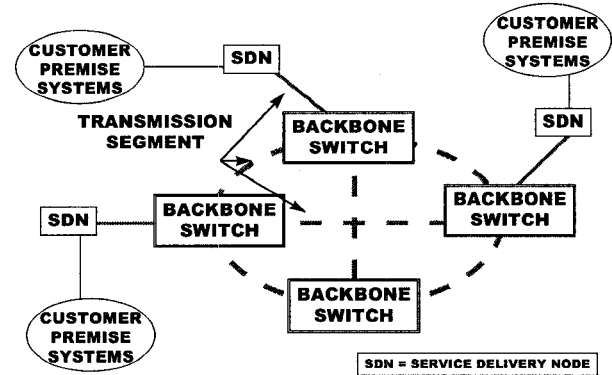 CUSTOMER
PREMISE
SYSTEMS
SDN
CUSTOMER
PREMISE
SYSTEMS
TRANSMISSION
SEGMENT
BACKBONE
SWITCH
SDN
SDN
BACKBONE
SWITCH
BACKBONE
SWITCH
BACKBONE
SWITCH
CUSTOMER
PREMISE
SYSTEMS
SDN = SERVICE DELIVERY NODE